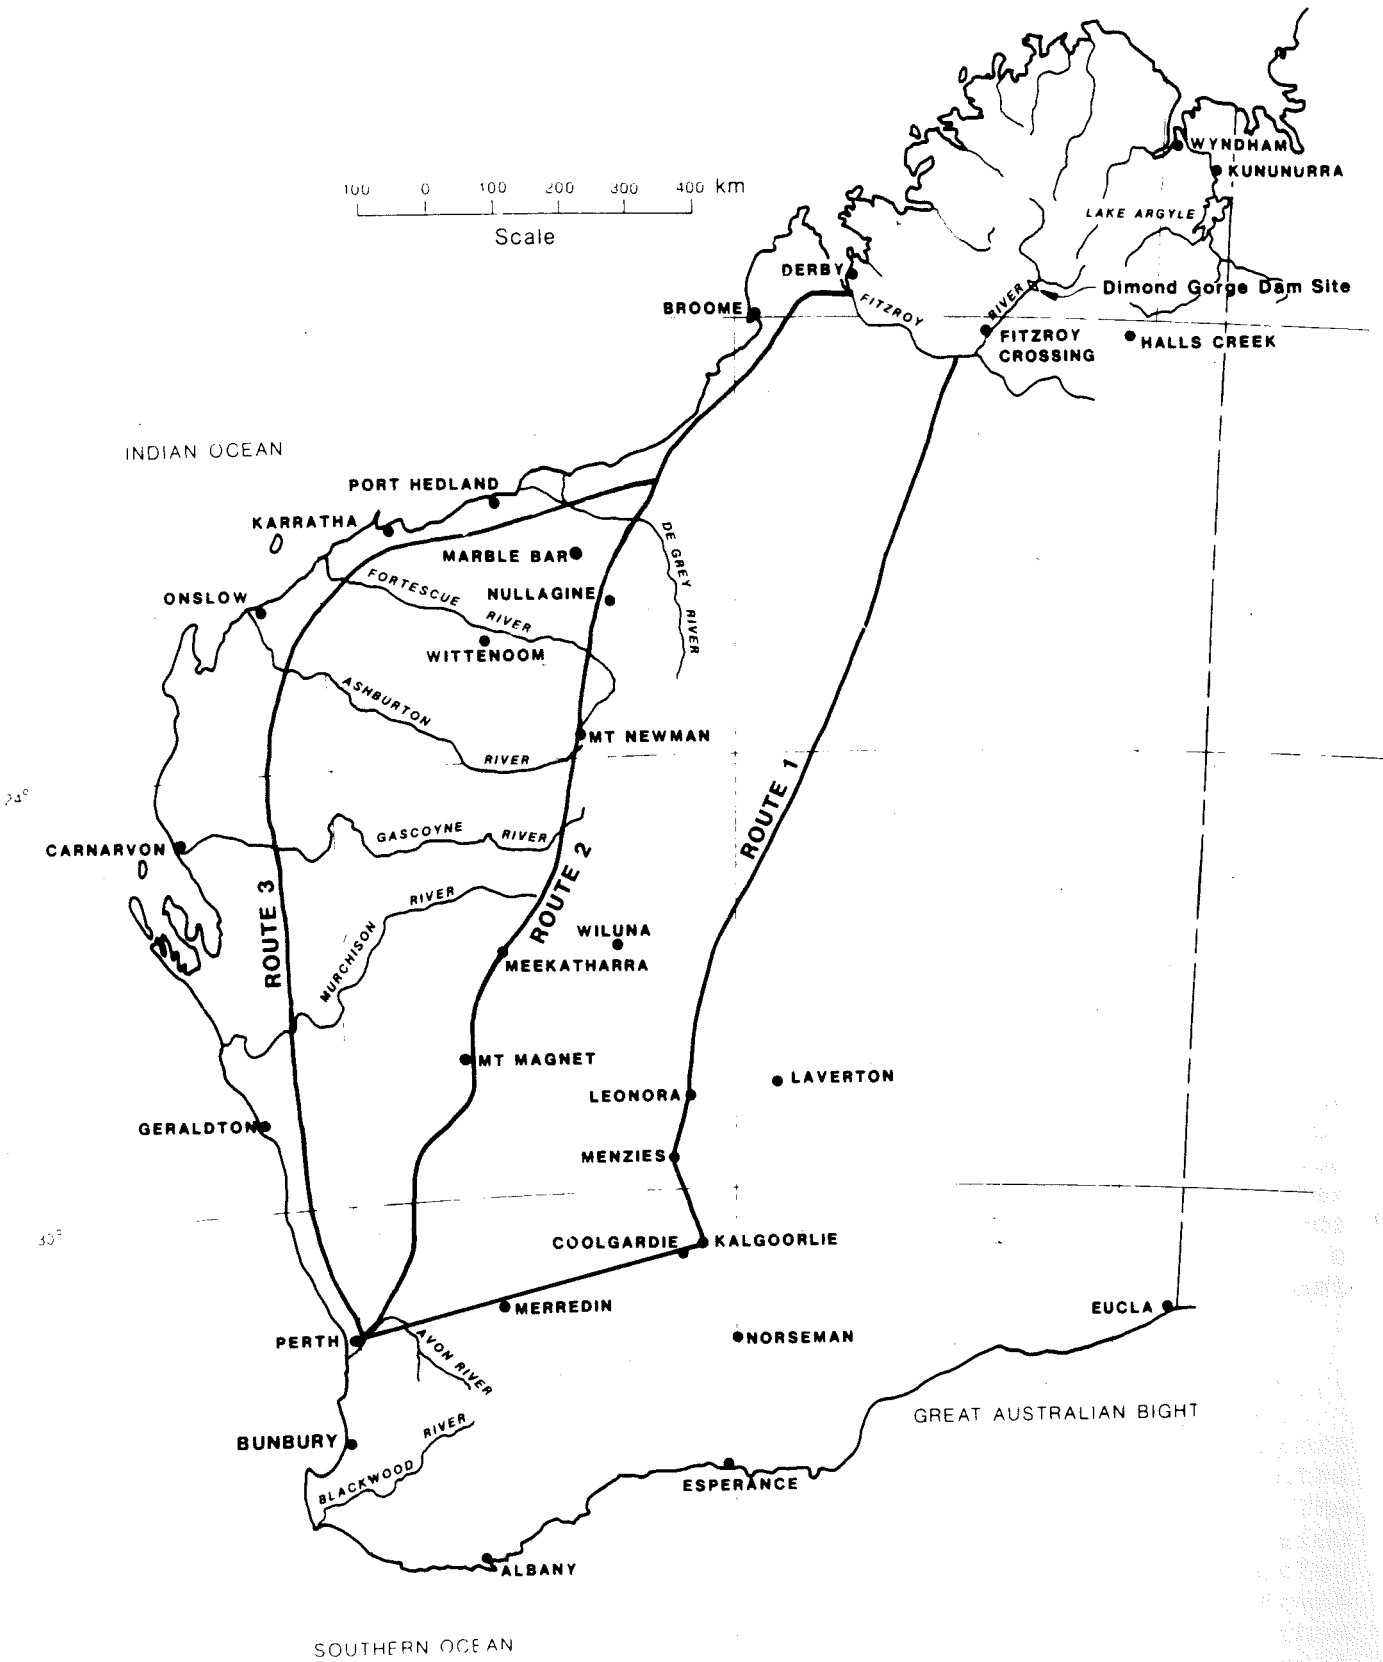 WYNDHAM
KUNUNURRA
100 0 100 200 300 400 km
Scale
LAKE ARGYLE
DERBY
Dimond Gorge Dam Site
FITZROY
RIVER
BROOME
FITZROY
CROSSING
HALLS CREEK
INDIAN OCEAN
PORT HEDLAND
KARRATHA
DE GREY
RIVER
MARBLE BAR
FORTESCUE
RIVER
NULLAGINE
ONSLOW
WITTENOOM
ASHBURTON
RIVER
MT NEWMAN
ROUTE 1
24°
GASCOYNE
RIVER
CARNARVON
ROUTE 2
ROUTE 3
RIVER
MURCHISON
WILUNA
MEEKATHARRA
MT MAGNET
LAVERTON
LEONORA
GERALDTON
MENZIES
30°
COOLGARDIE
KALGOORLIE
MERREDIN
EUCLA
PERTH
NORSEMAN
AVON RIVER
GREAT AUSTRALIAN BIGHT
BUNBURY
RIVER
BLACKWOOD
ESPERANCE
ALBANY
SOUTHERN OCEAN